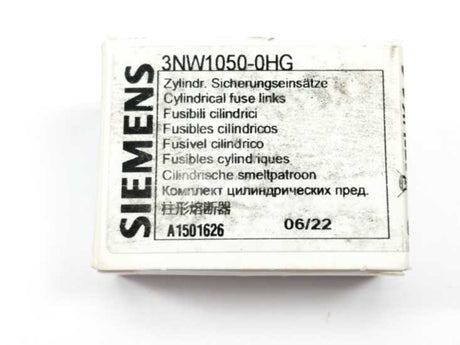 SIEMENS
3NW1050-0HG
Zylindr. Sicherungseinsätze
Cylindrical fuse links
Fusibili cilindrici
Fusibles cilíndricos
Fusível cilíndrico
Fusibles cylindriques
Cilindrische smeltpatroon
Комплект цилиндрических пред.
柱形熔断器
A1501626 06/22